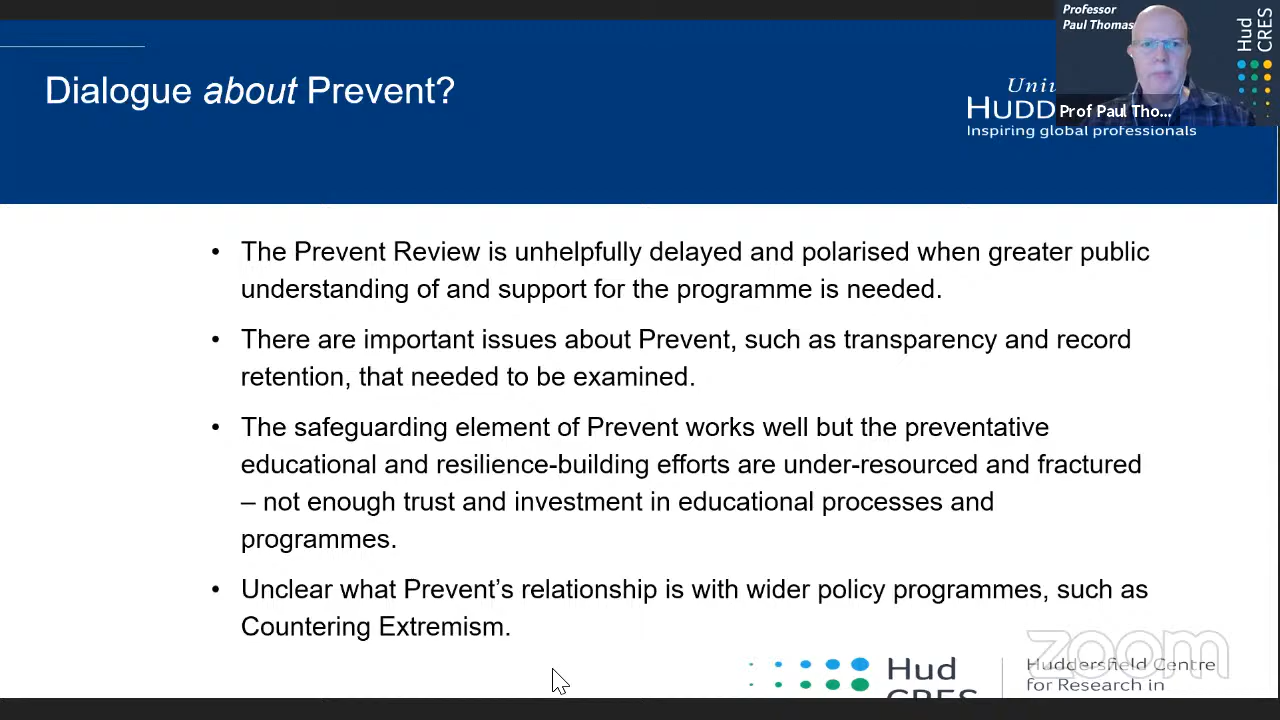 Dialogue about Prevent?
Professor
Paul Thomas
Hud
CRES
HUDD
Prof Paul Tho...
Inspiring global professionals
• The Prevent Review is unhelpfully delayed and polarised when greater public
understanding of and support for the programme is needed.
• There are important issues about Prevent, such as transparency and record
retention, that needed to be examined.
• The safeguarding element of Prevent works well but the preventative
educational and resilience-building efforts are under-resourced and fractured
– not enough trust and investment in educational processes and
programmes.
• Unclear what Prevent’s relationship is with wider policy programmes, such as
Countering Extremism.
zoom
Hud
CRES
Huddersfield Centre
for Research in